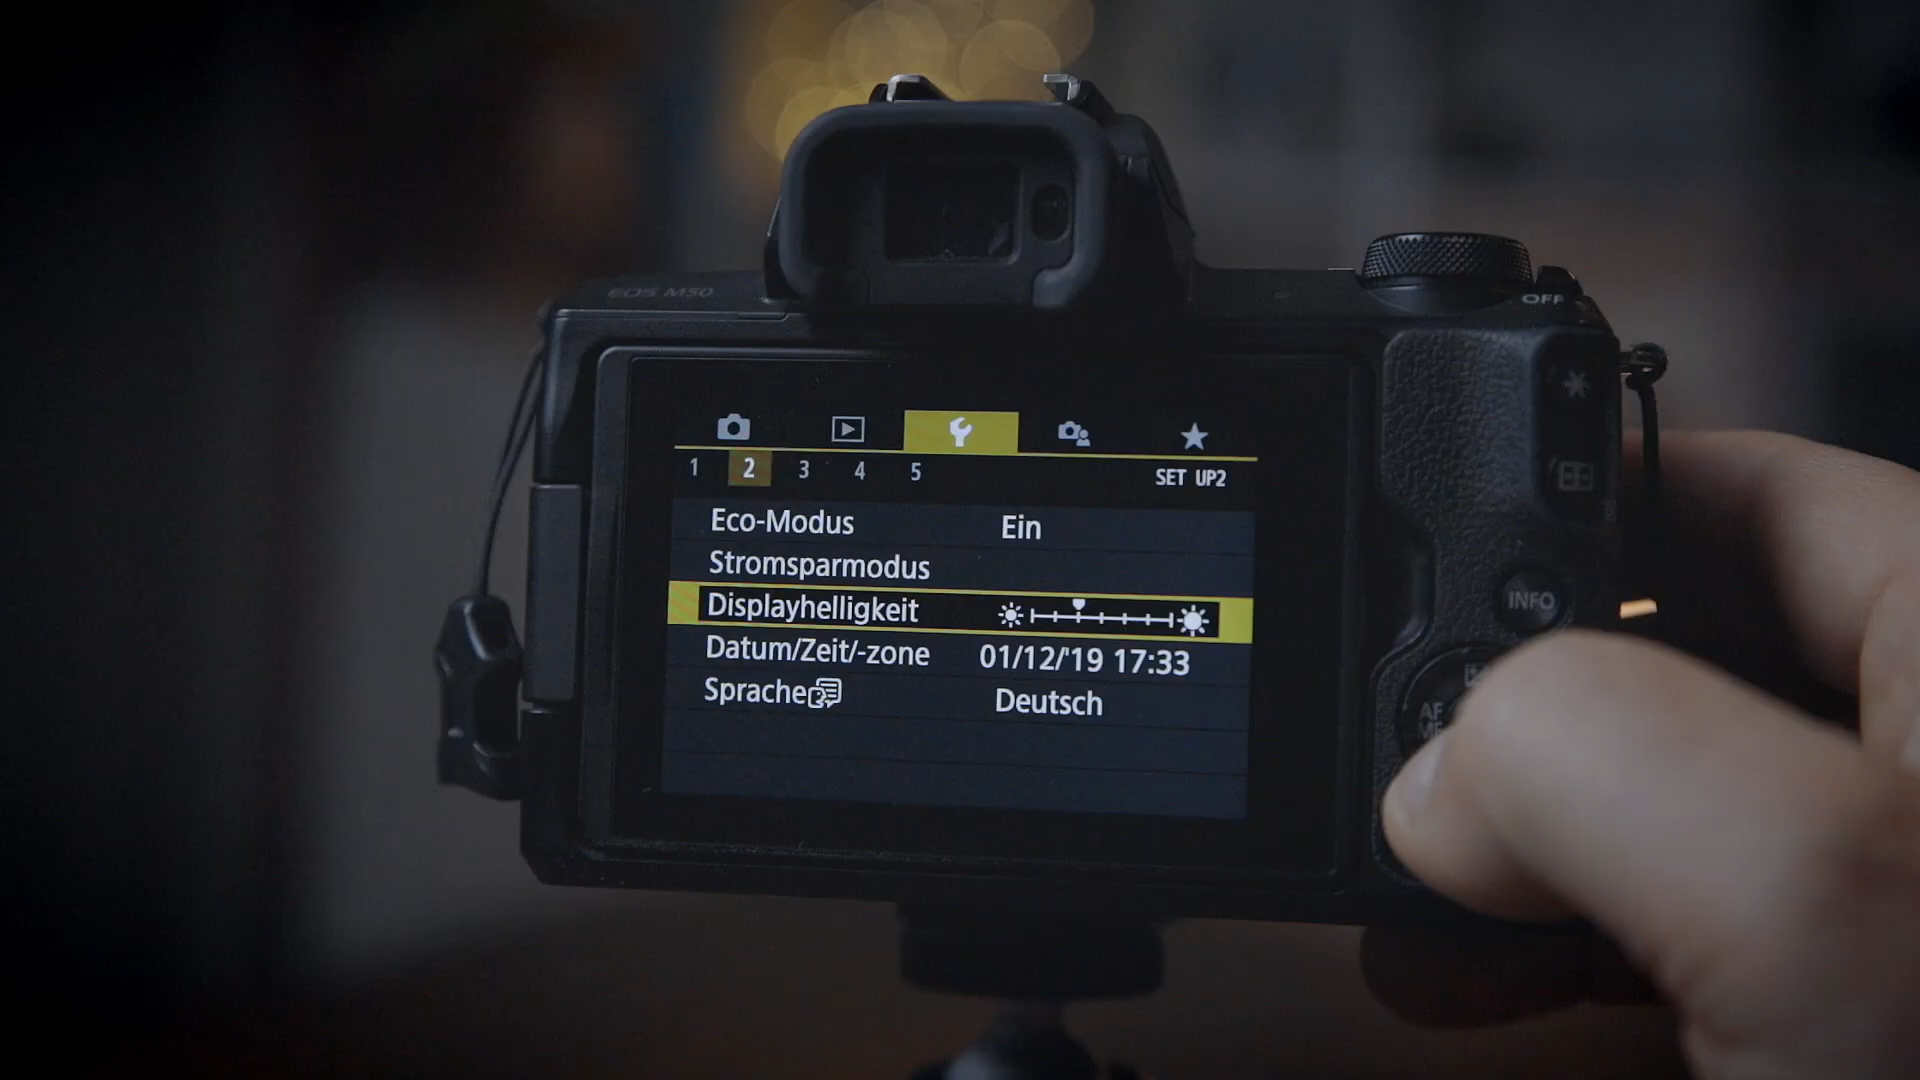 EOS M50
OFF
1 2 3 4 5 SET UP2
Eco-Modus Ein
Stromsparmodus
Displayhelligkeit
Datum/Zeit/-zone 01/12/'19 17:33
Sprache Deutsch
INFO
AF